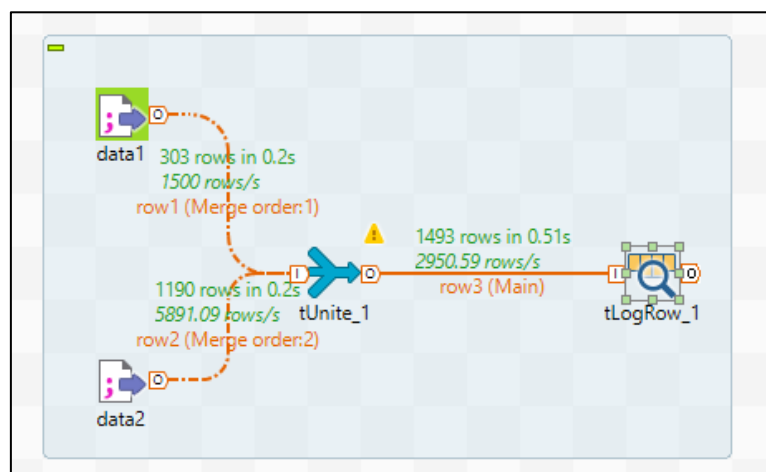 data1
303 rows in 0.2s
1500 rows/s
row1 (Merge order:1)
1190 rows in 0.2s
5891.09 rows/s
row2 (Merge order:2)
data2
I
O
O
O
tUnite_1
1493 rows in 0.51s
2950.59 rows/s
row3 (Main)
I
O
tLogRow_1